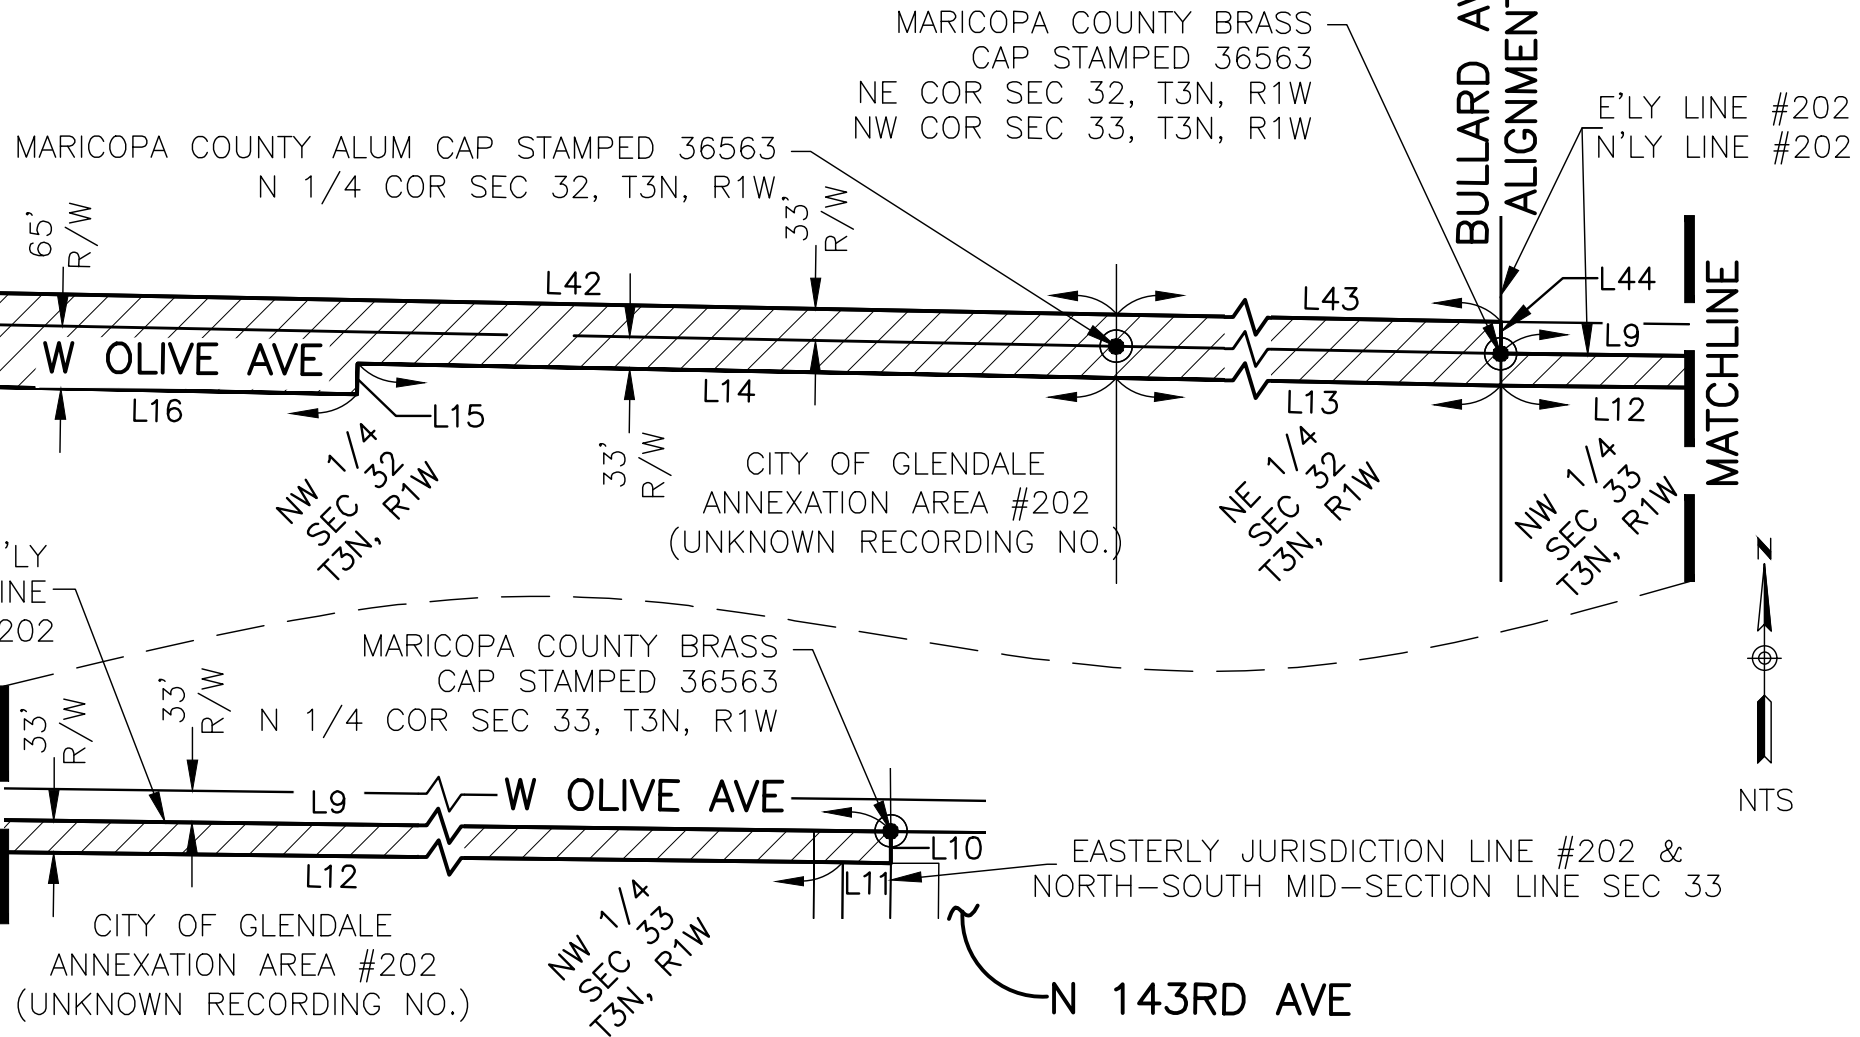 MARICOPA COUNTY BRASS
CAP STAMPED 36563
NE COR SEC 32, T3N, R1W
NW COR SEC 33, T3N, R1W
BULLARD AV
ALIGNMENT
E'LY LINE #202
N'LY LINE #202
MARICOPA COUNTY ALUM CAP STAMPED 36563
N 1/4 COR SEC 32, T3N, R1W
65'
R/W
33'
R/W
L42
L43
L44
L9
MATCHLINE
W OLIVE AVE
L16
L15
L14
L13
L12
33'
R/W
NW 1/4
SEC 32
T3N, R1W
CITY OF GLENDALE
ANNEXATION AREA #202
(UNKNOWN RECORDING NO.)
NE 1/4
SEC 32
T3N, R1W
NW 1/4
SEC 33
T3N, R1W
N
NTS
'LY
INE
202
MARICOPA COUNTY BRASS
CAP STAMPED 36563
N 1/4 COR SEC 33, T3N, R1W
33'
R/W
33'
R/W
L9
W OLIVE AVE
L10
L12
L11
EASTERLY JURISDICTION LINE #202 &
NORTH-SOUTH MID-SECTION LINE SEC 33
CITY OF GLENDALE
ANNEXATION AREA #202
(UNKNOWN RECORDING NO.)
NW 1/4
SEC 33
T3N, R1W
N 143RD AVE